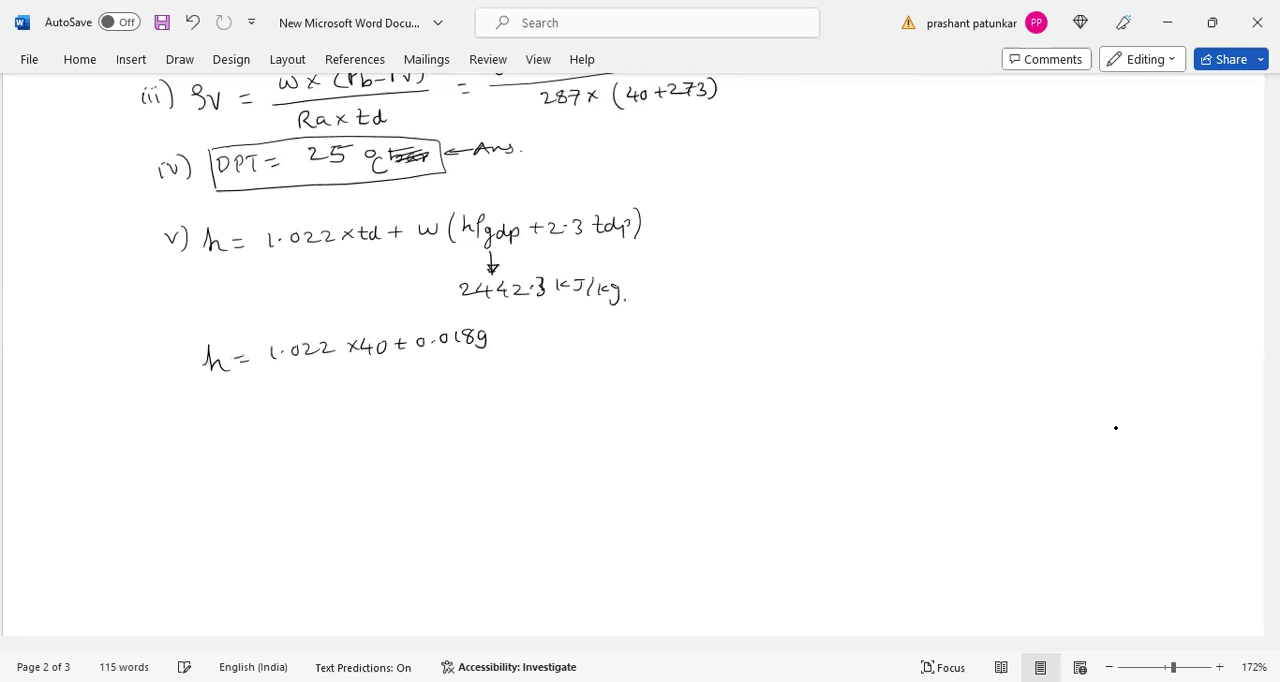 AutoSave Off New Microsoft Word Docu... Search prashant patunkar PP
File Home Insert Draw Design Layout References Mailings Review View Help Comments Editing Share
iii) ρv = w x (Pb-Pv) / Ra x td = / 287 x (40+273)
iv) DPT = 25 °C ← Ans.
v) h = 1.022 x td + w (hfgdp + 2.3 tdp)
↓
2442.3 KJ/kg.
h = 1.022 x 40 + 0.0189
Page 2 of 3 115 words English (India) Text Predictions: On Accessibility: Investigate Focus 172%